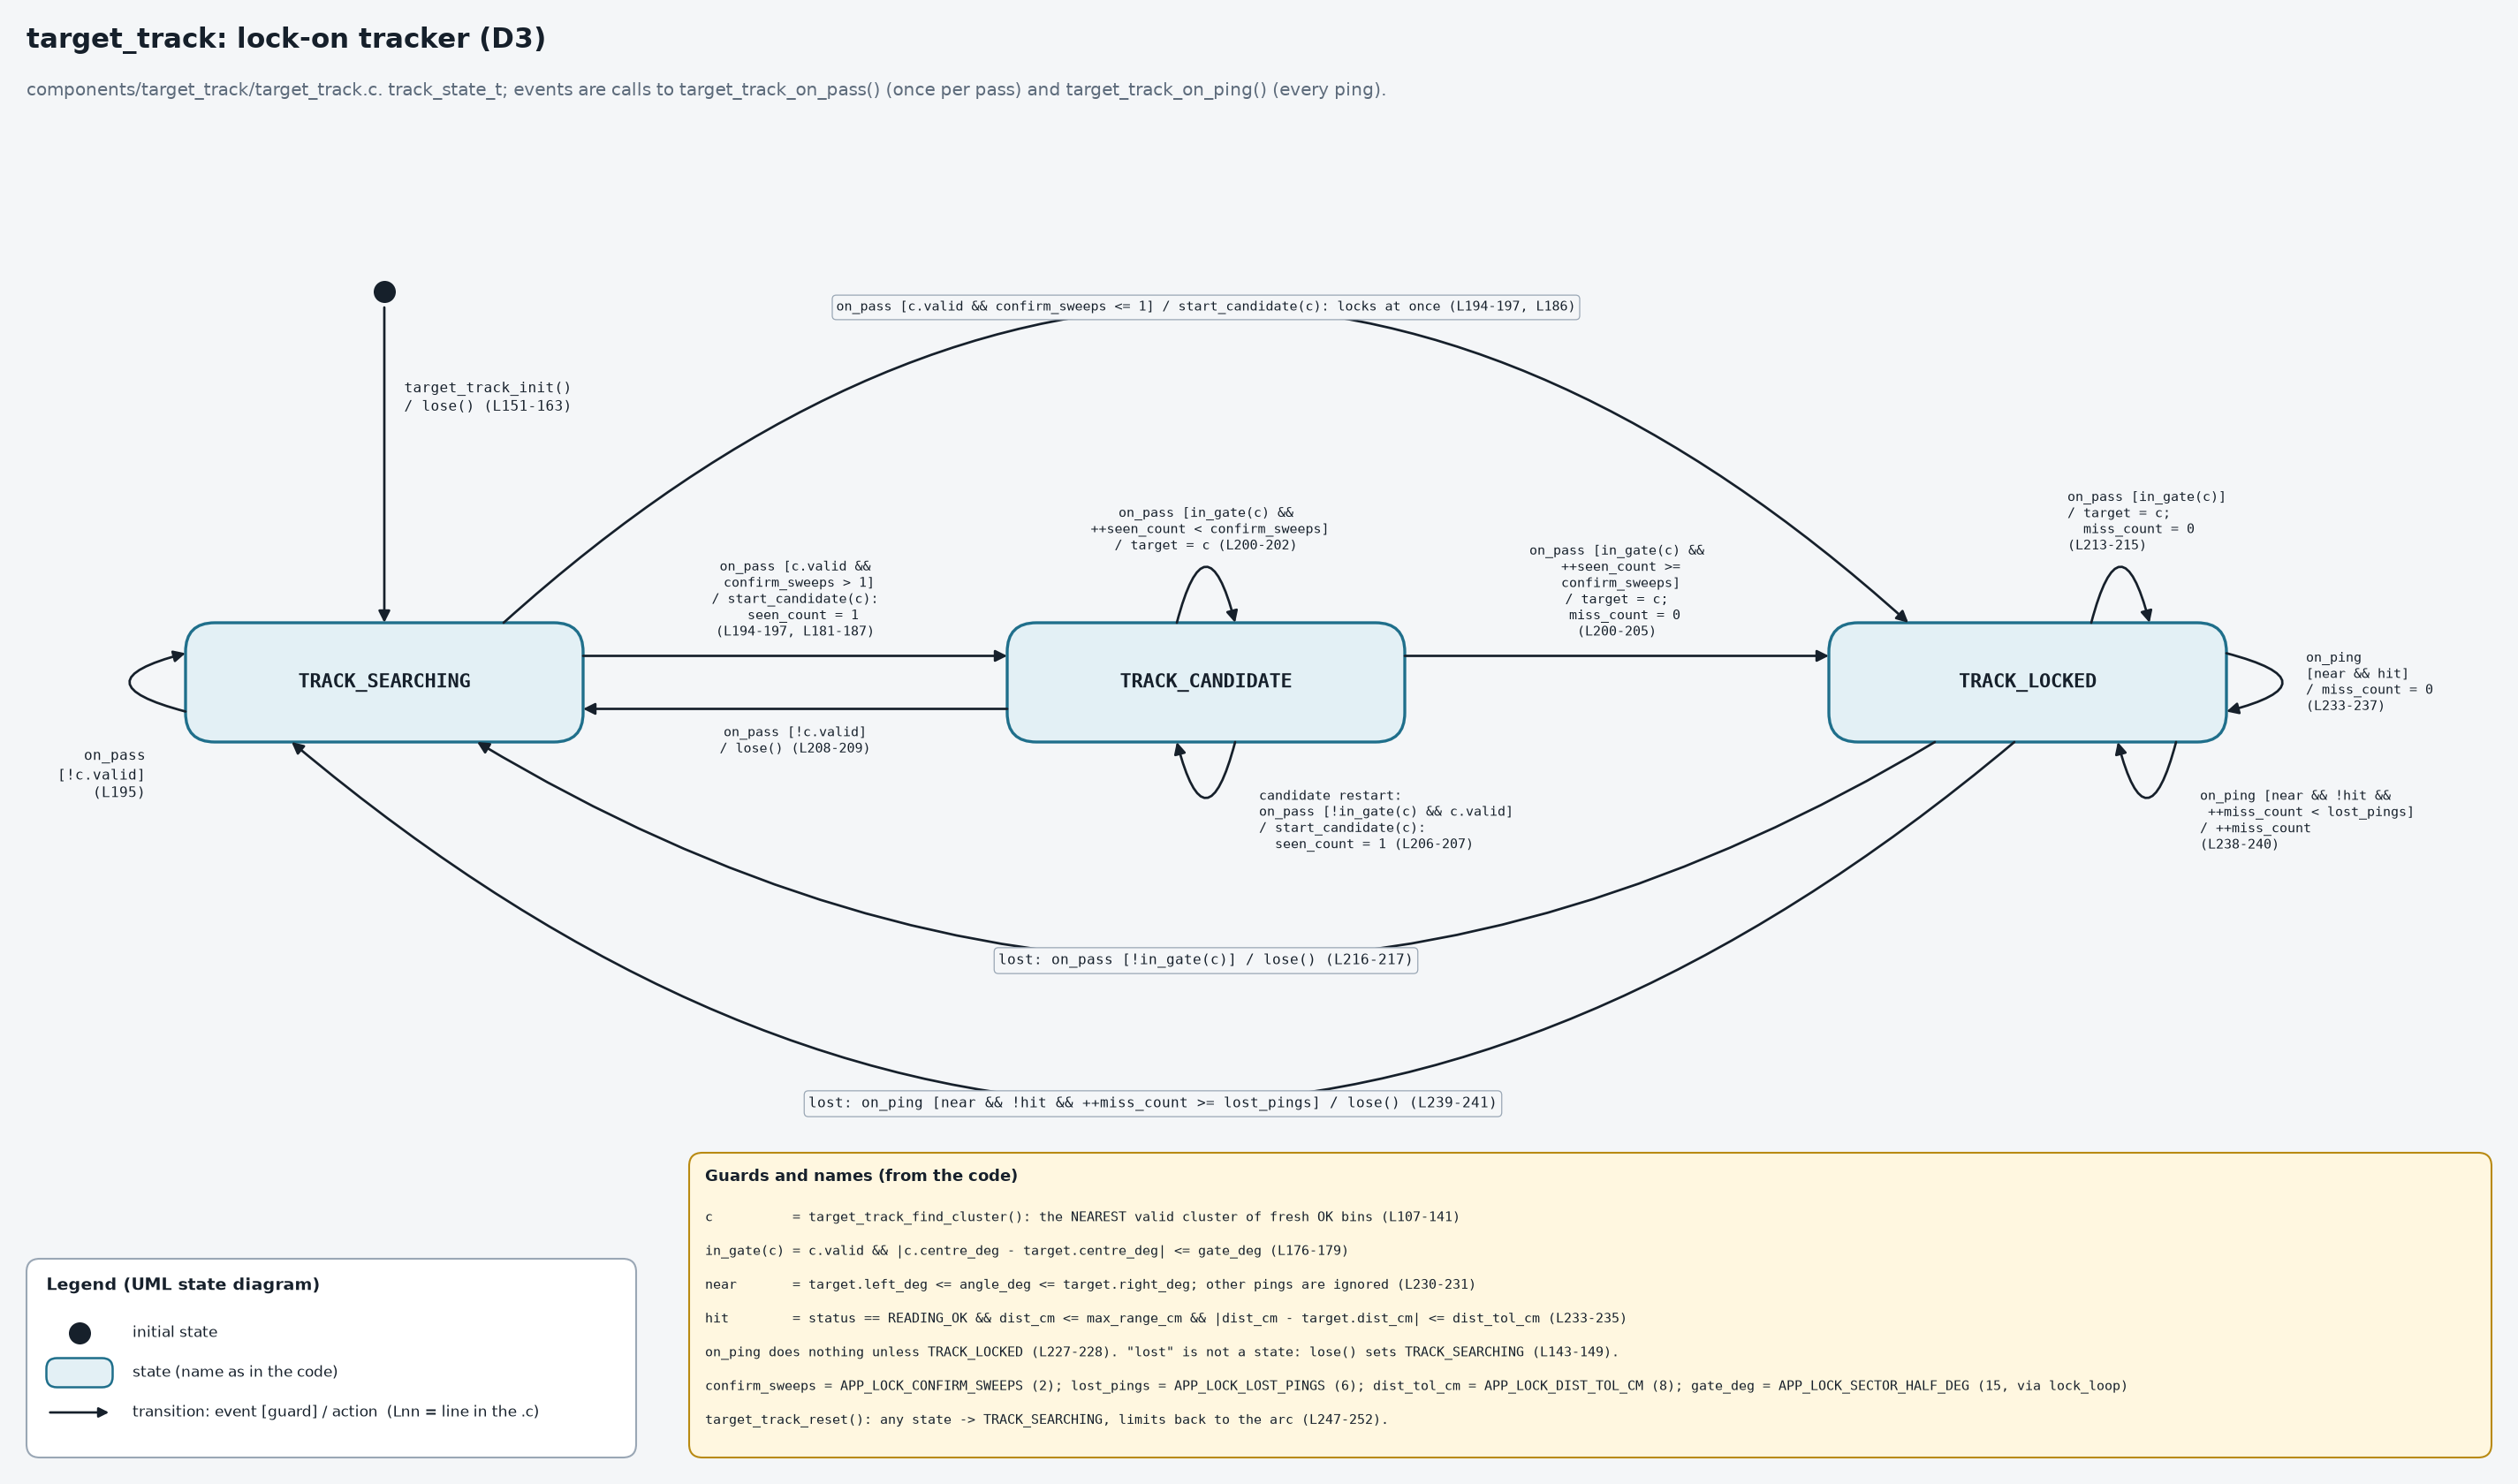 target_track: lock-on tracker (D3)
components/target_track/target_track.c. track_state_t; events are calls to target_track_on_pass() (once per pass) and target_track_on_ping() (every ping).
on_pass [c.valid && confirm_sweeps <= 1] / start_candidate(c): locks at once (L194-197, L186)
target_track_init()
/ lose() (L151-163)
on_pass [c.valid &&
confirm_sweeps > 1]
/ start_candidate(c):
seen_count = 1
(L194-197, L181-187)
on_pass [in_gate(c) &&
++seen_count < confirm_sweeps]
/ target = c (L200-202)
on_pass [in_gate(c) &&
++seen_count >=
confirm_sweeps]
/ target = c;
miss_count = 0
(L200-205)
on_pass [in_gate(c)]
/ target = c;
miss_count = 0
(L213-215)
TRACK_SEARCHING
TRACK_CANDIDATE
TRACK_LOCKED
on_ping
[near && hit]
/ miss_count = 0
(L233-237)
on_pass
[!c.valid]
(L195)
on_pass [!c.valid]
/ lose() (L208-209)
candidate restart:
on_pass [!in_gate(c) && c.valid]
/ start_candidate(c):
seen_count = 1 (L206-207)
on_ping [near && !hit &&
++miss_count < lost_pings]
/ ++miss_count
(L238-240)
lost: on_pass [!in_gate(c)] / lose() (L216-217)
lost: on_ping [near && !hit && ++miss_count >= lost_pings] / lose() (L239-241)
Legend (UML state diagram)
initial state
state (name as in the code)
transition: event [guard] / action (Lnn = line in the .c)
Guards and names (from the code)
c = target_track_find_cluster(): the NEAREST valid cluster of fresh OK bins (L107-141)
in_gate(c) = c.valid && |c.centre_deg - target.centre_deg| <= gate_deg (L176-179)
near = target.left_deg <= angle_deg <= target.right_deg; other pings are ignored (L230-231)
hit = status == READING_OK && dist_cm <= max_range_cm && |dist_cm - target.dist_cm| <= dist_tol_cm (L233-235)
on_ping does nothing unless TRACK_LOCKED (L227-228). "lost" is not a state: lose() sets TRACK_SEARCHING (L143-149).
confirm_sweeps = APP_LOCK_CONFIRM_SWEEPS (2); lost_pings = APP_LOCK_LOST_PINGS (6); dist_tol_cm = APP_LOCK_DIST_TOL_CM (8); gate_deg = APP_LOCK_SECTOR_HALF_DEG (15, via lock_loop)
target_track_reset(): any state -> TRACK_SEARCHING, limits back to the arc (L247-252).